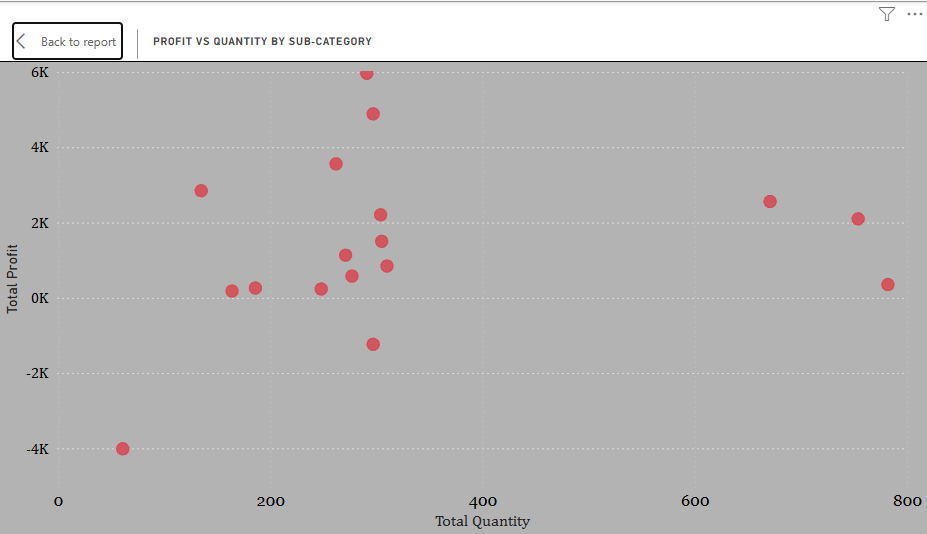 Back to report
PROFIT VS QUANTITY BY SUB-CATEGORY
6K
4K
2K
0K
-2K
-4K
Total Profit
0 200 400 600 800
Total Quantity